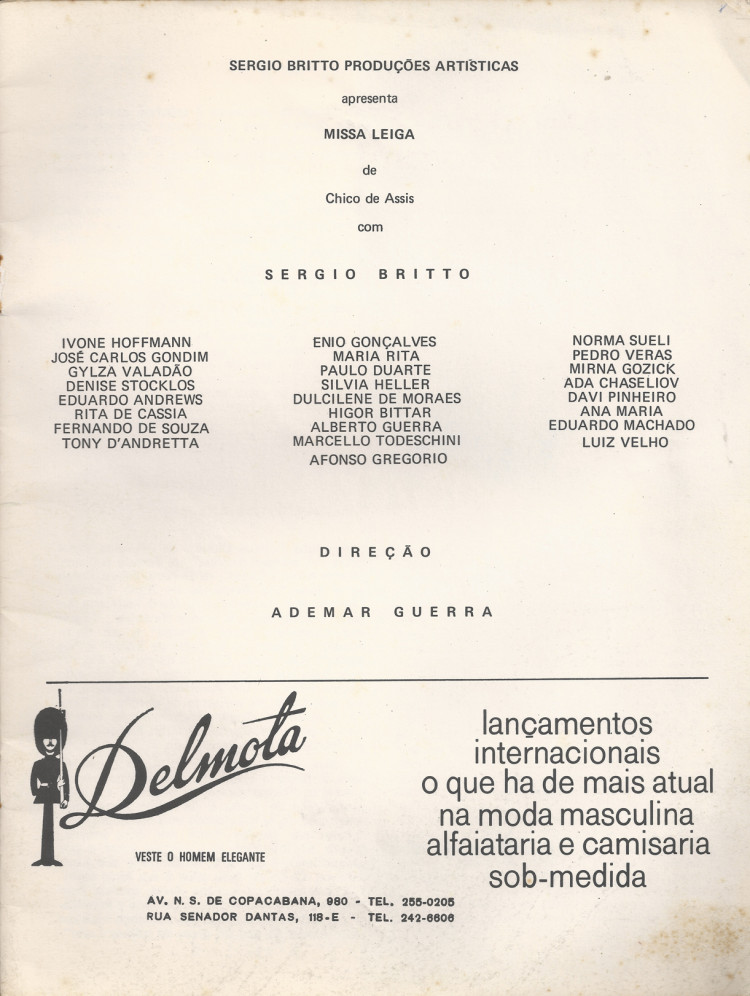 SERGIO BRITTO PRODUÇÕES ARTÍSTICAS
apresenta
MISSA LEIGA
de
Chico de Assis
com
SERGIO BRITTO
IVONE HOFFMANN
JOSÉ CARLOS GONDIM
GYLZA VALADÃO
DENISE STOCKLOS
EDUARDO ANDREWS
RITA DE CASSIA
FERNANDO DE SOUZA
TONY D'ANDRETTA
ENIO GONÇALVES
MARIA RITA
PAULO DUARTE
SILVIA HELLER
DULCILENE DE MORAES
HIGOR BITTAR
ALBERTO GUERRA
MARCELLO TODESCHINI
AFONSO GREGORIO
NORMA SUELI
PEDRO VERAS
MIRNA GOZICK
ADA CHASELIOV
DAVI PINHEIRO
ANA MARIA
EDUARDO MACHADO
LUIZ VELHO
DIREÇÃO
ADEMAR GUERRA
Delmota
VESTE O HOMEM ELEGANTE
AV. N. S. DE COPACABANA, 980 - TEL. 255-0205
RUA SENADOR DANTAS, 118-E - TEL. 242-6606
lançamentos
internacionais
o que ha de mais atual
na moda masculina
alfaiataria e camisaria
sob-medida